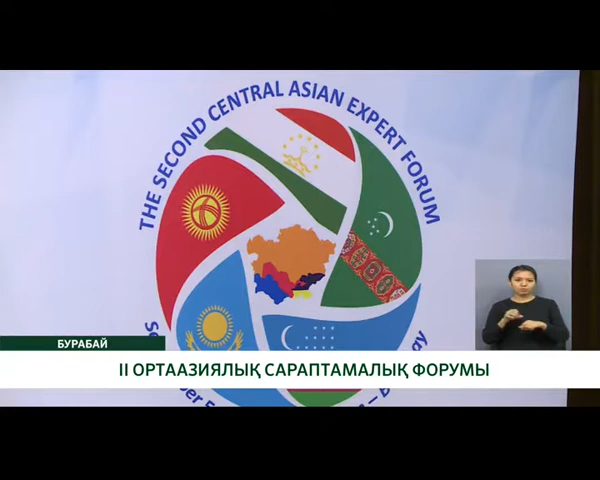 THE SECOND CENTRAL ASIAN EXPERT FORUM
БУРАБАЙ
II ОРТААЗИЯЛЫҚ САРАПТАМАЛЫҚ ФОРУМЫ